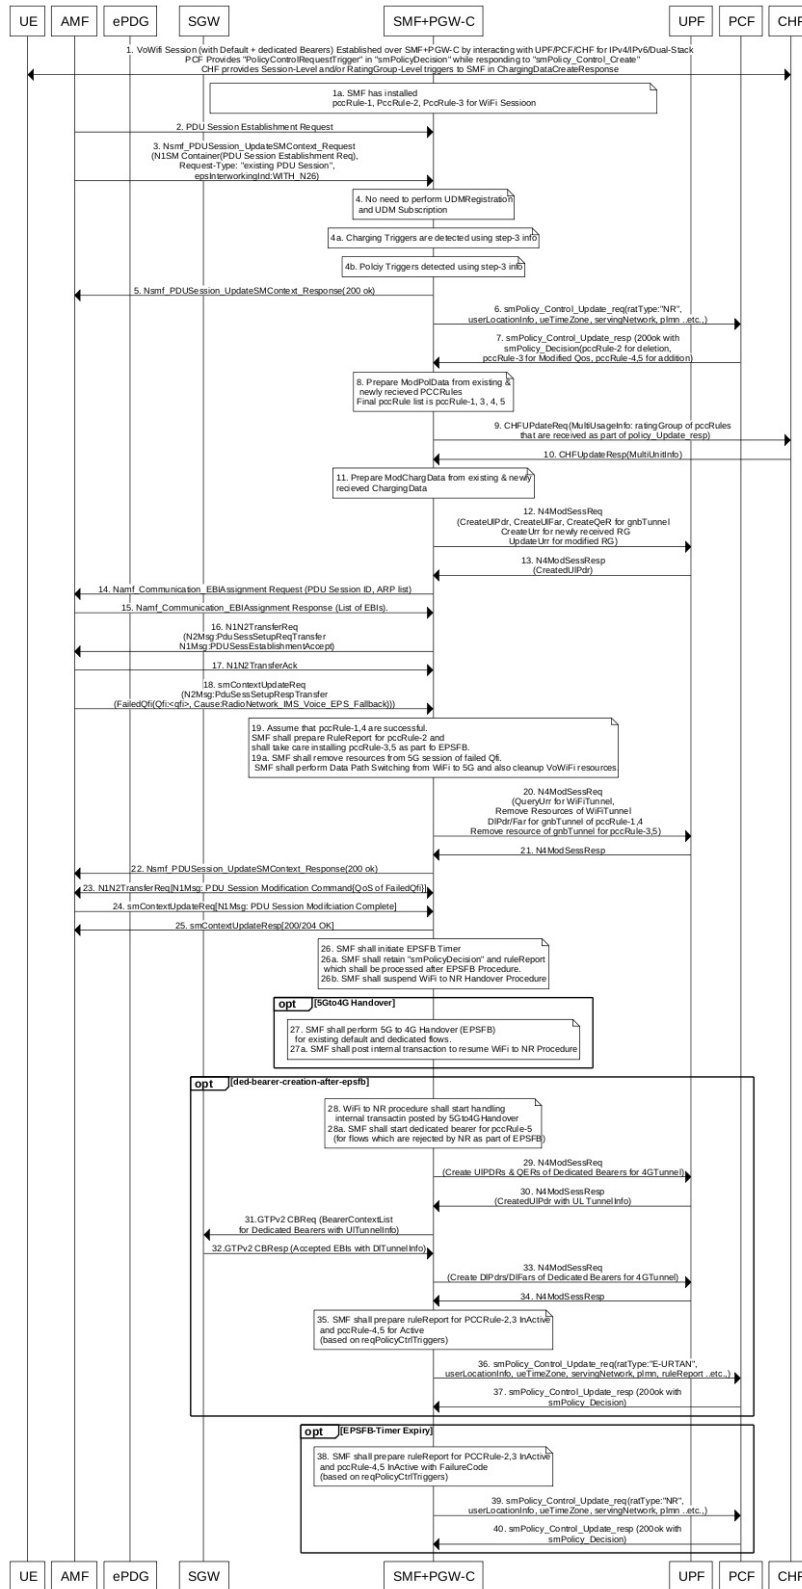 UE AMF ePDG SGW SMF+PGW-C UPF PCF CHF
1. VoWifi Session (with Default + dedicated Bearers) Established over SMF+PGW-C by interacting with UPF/PCF/CHF for IPv4/IPv6/Dual-Stack
PCF Provides "PolicyControlRequestTrigger" in "smPolicyDecision" while responding to "smPolicy_Control_Create"
CHF provides Session-Level and/or RatingGroup-Level triggers to SMF in ChargingDataCreateResponse
1a. SMF has installed
pccRule-1, PccRule-2, PccRule-3 for WiFi Sessioon
2. PDU Session Establishment Request
3. Nsmf_PDUSession_UpdateSMContext_Request
(N1SM Container(PDU Session Establishment Req),
Request-Type: "existing PDU Session",
epsInterworkingInd:WITH_N26)
4. No need to perform UDMRegistration
and UDM Subscription
4a. Charging Triggers are detected using step-3 info
4b. Polciy Triggers detected using step-3 info
5. Nsmf_PDUSession_UpdateSMContext_Response(200 ok)
6. smPolicy_Control_Update_req(ratType:"NR",
userLocationInfo, ueTimeZone, servingNetwork, plmn ..etc.,)
7. smPolicy_Control_Update_resp (200ok with
smPolicy_Decision(pccRule-2 for deletion,
pccRule-3 for Modified Qos, pccRule-4,5 for addition)
8. Prepare ModPolData from existing &
newly recieved PCCRules
Final pccRule list is pccRule-1, 3, 4, 5
9. CHFUPdateReq(MultiUsageInfo: ratingGroup of pccRules
that are received as part of policy_Update_resp)
10. CHFUpdateResp(MultiUnitInfo)
11. Prepare ModChargData from existing & newly
recieved ChargingData
12. N4ModSessReq
(CreateUlPdr, CreateUlFar, CreateQeR for gnbTunnel
CreateUrr for newly received RG
UpdateUrr for modified RG)
13. N4ModSessResp
(CreatedUlPdr)
14. Namf_Communication_EBIAssignment Request (PDU Session ID, ARP list)
15. Namf_Communication_EBIAssignment Response (List of EBIs).
16. N1N2TransferReq
(N2Msg:PduSessSetupReqTransfer
N1Msg:PDUSessEstablishmentAccept)
17. N1N2TransferAck
18. smContextUpdateReq
(N2Msg:PduSessSetupRespTransfer
(FailedQfi(Qfi:<qfi>, Cause:RadioNetwork_IMS_Voice_EPS_Fallback)))
19. Assume that pccRule-1,4 are successful.
SMF shall prepare RuleReport for pccRule-2 and
shall take care installing pccRule-3,5 as part fo EPSFB.
19a. SMF shall remove resources from 5G session of failed Qfi.
SMF shall perform Data Path Switching from WiFi to 5G and also cleanup VoWiFi resources.
20. N4ModSessReq
(QueryUrr for WiFiTunnel,
Remove Resources of WiFiTunnel
DlPdr/Far for gnbTunnel of pccRule-1,4
Remove resource of gnbTunnel for pccRule-3,5)
21. N4ModSessResp
22. Nsmf_PDUSession_UpdateSMContext_Response(200 ok)
23. N1N2TransferReq[N1Msg: PDU Session Modification Command{QoS of FailedQfi}]
24. smContextUpdateReq[N1Msg: PDU Session Modifciation Complete]
25. smContextUpdateResp[200/204 OK]
26. SMF shall initiate EPSFB Timer
26a. SMF shall retain "smPolicyDecision" and ruleReport
which shall be processed after EPSFB Procedure.
26b. SMF shall suspend WiFi to NR Handover Procedure
opt [5Gto4G Handover]
27. SMF shall perform 5G to 4G Handover (EPSFB)
for existing default and dedicated flows.
27a. SMF shall post internal transaction to resume WiFi to NR Procedure
opt [ded-bearer-creation-after-epsfb]
28. WiFi to NR procedure shall start handling
internal transactin posted by 5Gto4GHandover
28a. SMF shall start dedicated bearer for pccRule-5
(for flows which are rejected by NR as part of EPSFB)
29. N4ModSessReq
(Create UlPDRs & QERs of Dedicated Bearers for 4GTunnel)
30. N4ModSessResp
(CreatedUlPdr with UL TunnelInfo)
31.GTPv2 CBReq (BearerContextList
for Dedicated Bearers with UlTunnelInfo)
32.GTPv2 CBResp (Accepted EBIs with DlTunnelInfo)
33. N4ModSessReq
(Create DlPdrs/DlFars of Dedicated Bearers for 4GTunnel)
34. N4ModSessResp
35. SMF shall prepare ruleReport for PCCRule-2,3 InActive
and pccRule-4,5 for Active
(based on reqPolicyCtrlTriggers)
36. smPolicy_Control_Update_req(ratType:"E-URTAN",
userLocationInfo, ueTimeZone, servingNetwork, plmn, ruleReport ..etc.,)
37. smPolicy_Control_Update_resp (200ok with
smPolicy_Decision)
opt [EPSFB-Timer Expiry]
38. SMF shall prepare ruleReport for PCCRule-2,3 InActive
and pccRule-4,5 InActive with FailureCode
(based on reqPolicyCtrlTriggers)
39. smPolicy_Control_Update_req(ratType:"NR",
userLocationInfo, ueTimeZone, servingNetwork, plmn ..etc.,)
40. smPolicy_Control_Update_resp (200ok with
smPolicy_Decision)
UE AMF ePDG SGW SMF+PGW-C UPF PCF CHF